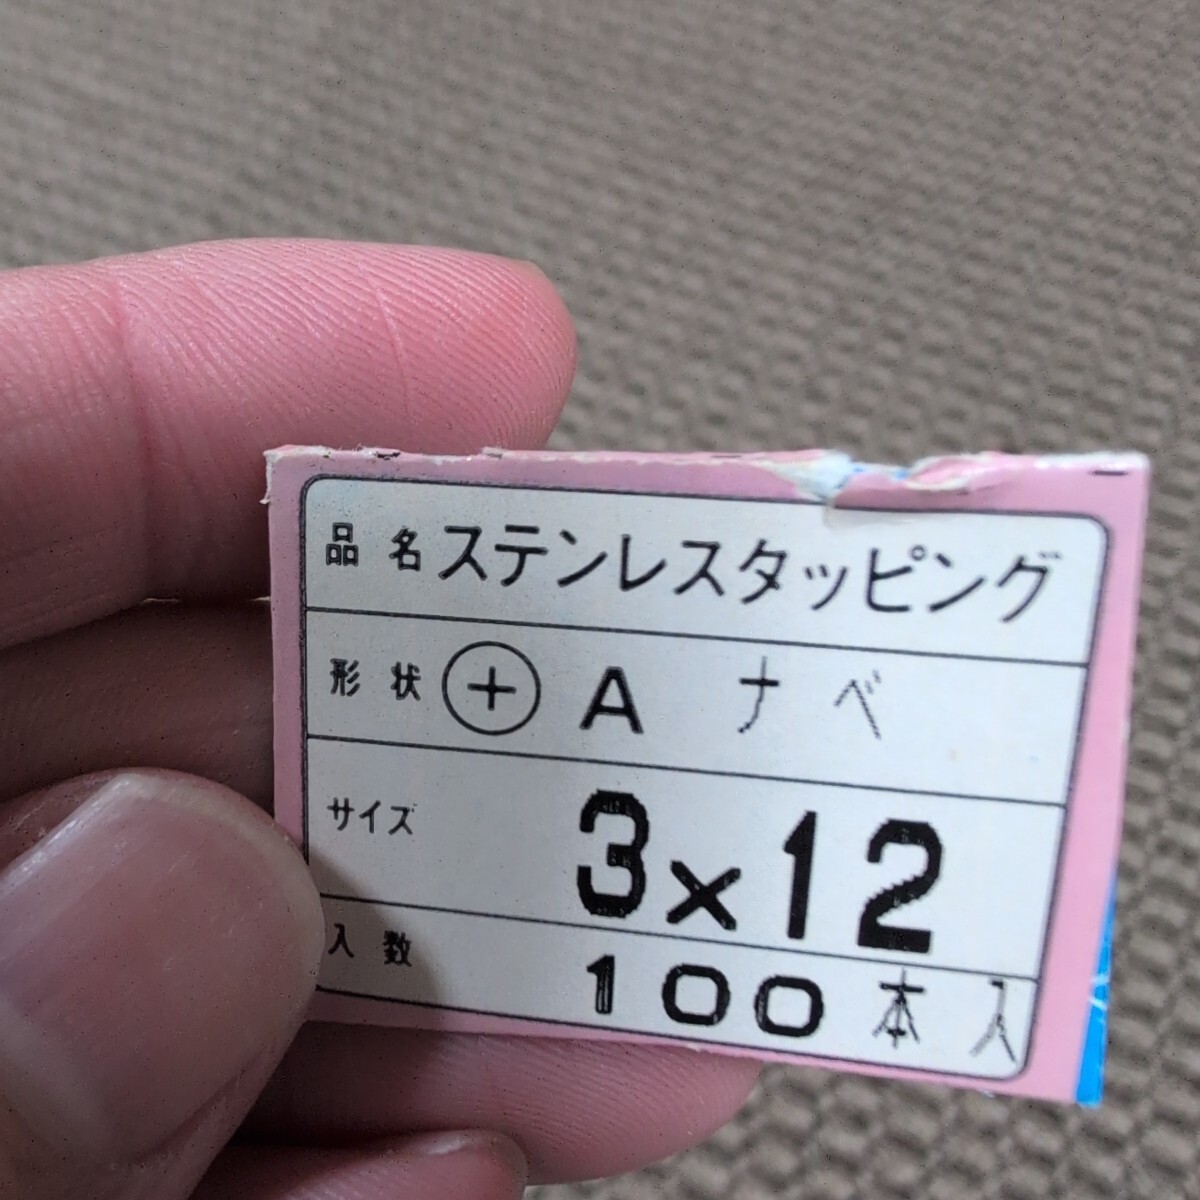 品名 ステンレスタッピング
形状 ⊕ A ナベ
サイズ 3×12
入数 100本入